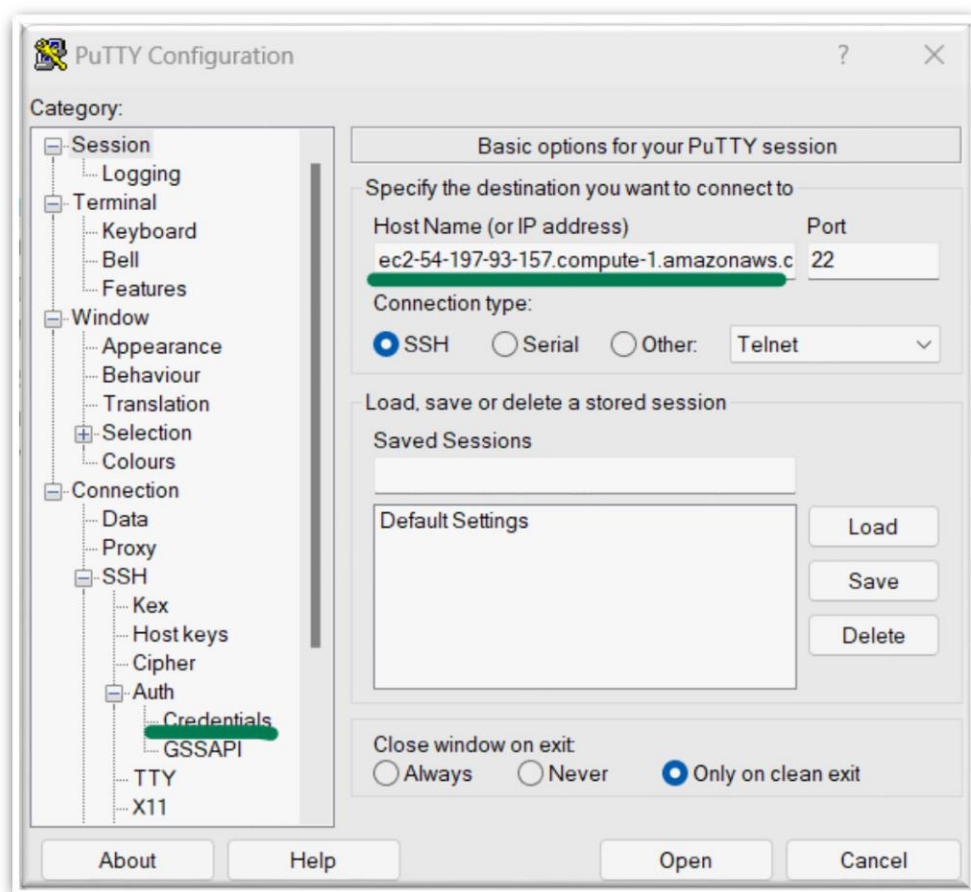 PuTTY Configuration
?
Category:
Session
Logging
Terminal
Keyboard
Bell
Features
Window
Appearance
Behaviour
Translation
Selection
Colours
Connection
Data
Proxy
SSH
Kex
Host keys
Cipher
Auth
Credentials
GSSAPI
TTY
X11
Basic options for your PuTTY session
Specify the destination you want to connect to
Host Name (or IP address) Port
ec2-54-197-93-157.compute-1.amazonaws.c 22
Connection type:
SSH Serial Other: Telnet
Load, save or delete a stored session
Saved Sessions
Default Settings
Load
Save
Delete
Close window on exit:
Always Never Only on clean exit
About Help Open Cancel